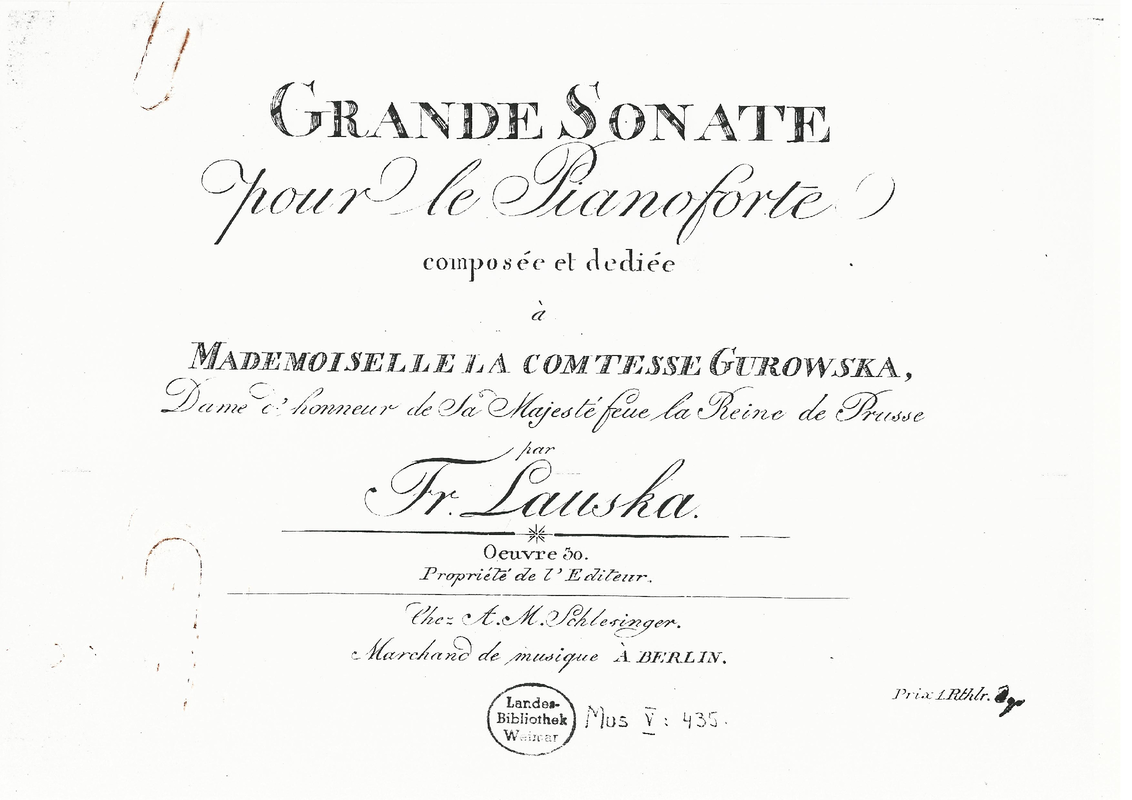 GRANDE SONATE
pour le Pianoforte
composée et dediée
à
MADEMOISELLE LA COMTESSE GUROWSKA,
Dame d'honneur de Sa Majesté feue la Reine de Prusse
par
Fr. Lauska.
Oeuvre 30.
Propriété de l'Editeur.
Chez A. M. Schlesinger.
Marchand de musique À BERLIN.
Prix 1 Rthlr.
Landes-
Bibliothek
Weimar
Mus V: 435.